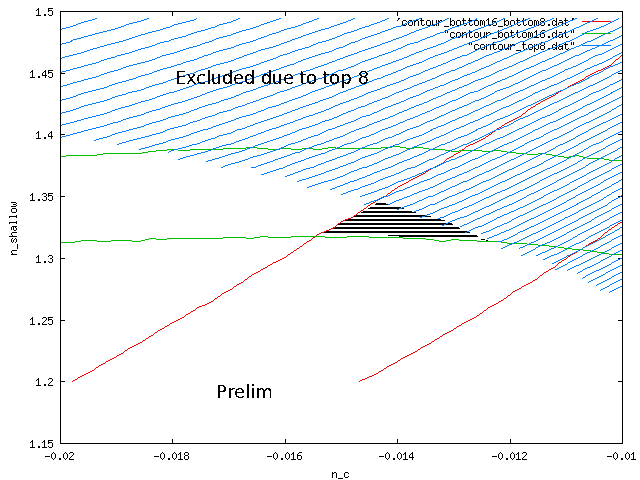 1.5
'contour_bottom16_bottom8.dat'
"contour_bottom16.dat"
"contour_top8.dat"
1.45
Excluded due to top 8
1.4
1.35
n_shallow
1.3
1.25
1.2
Prelim
1.15
-0.02 -0.018 -0.016 -0.014 -0.012 -0.01
n_c